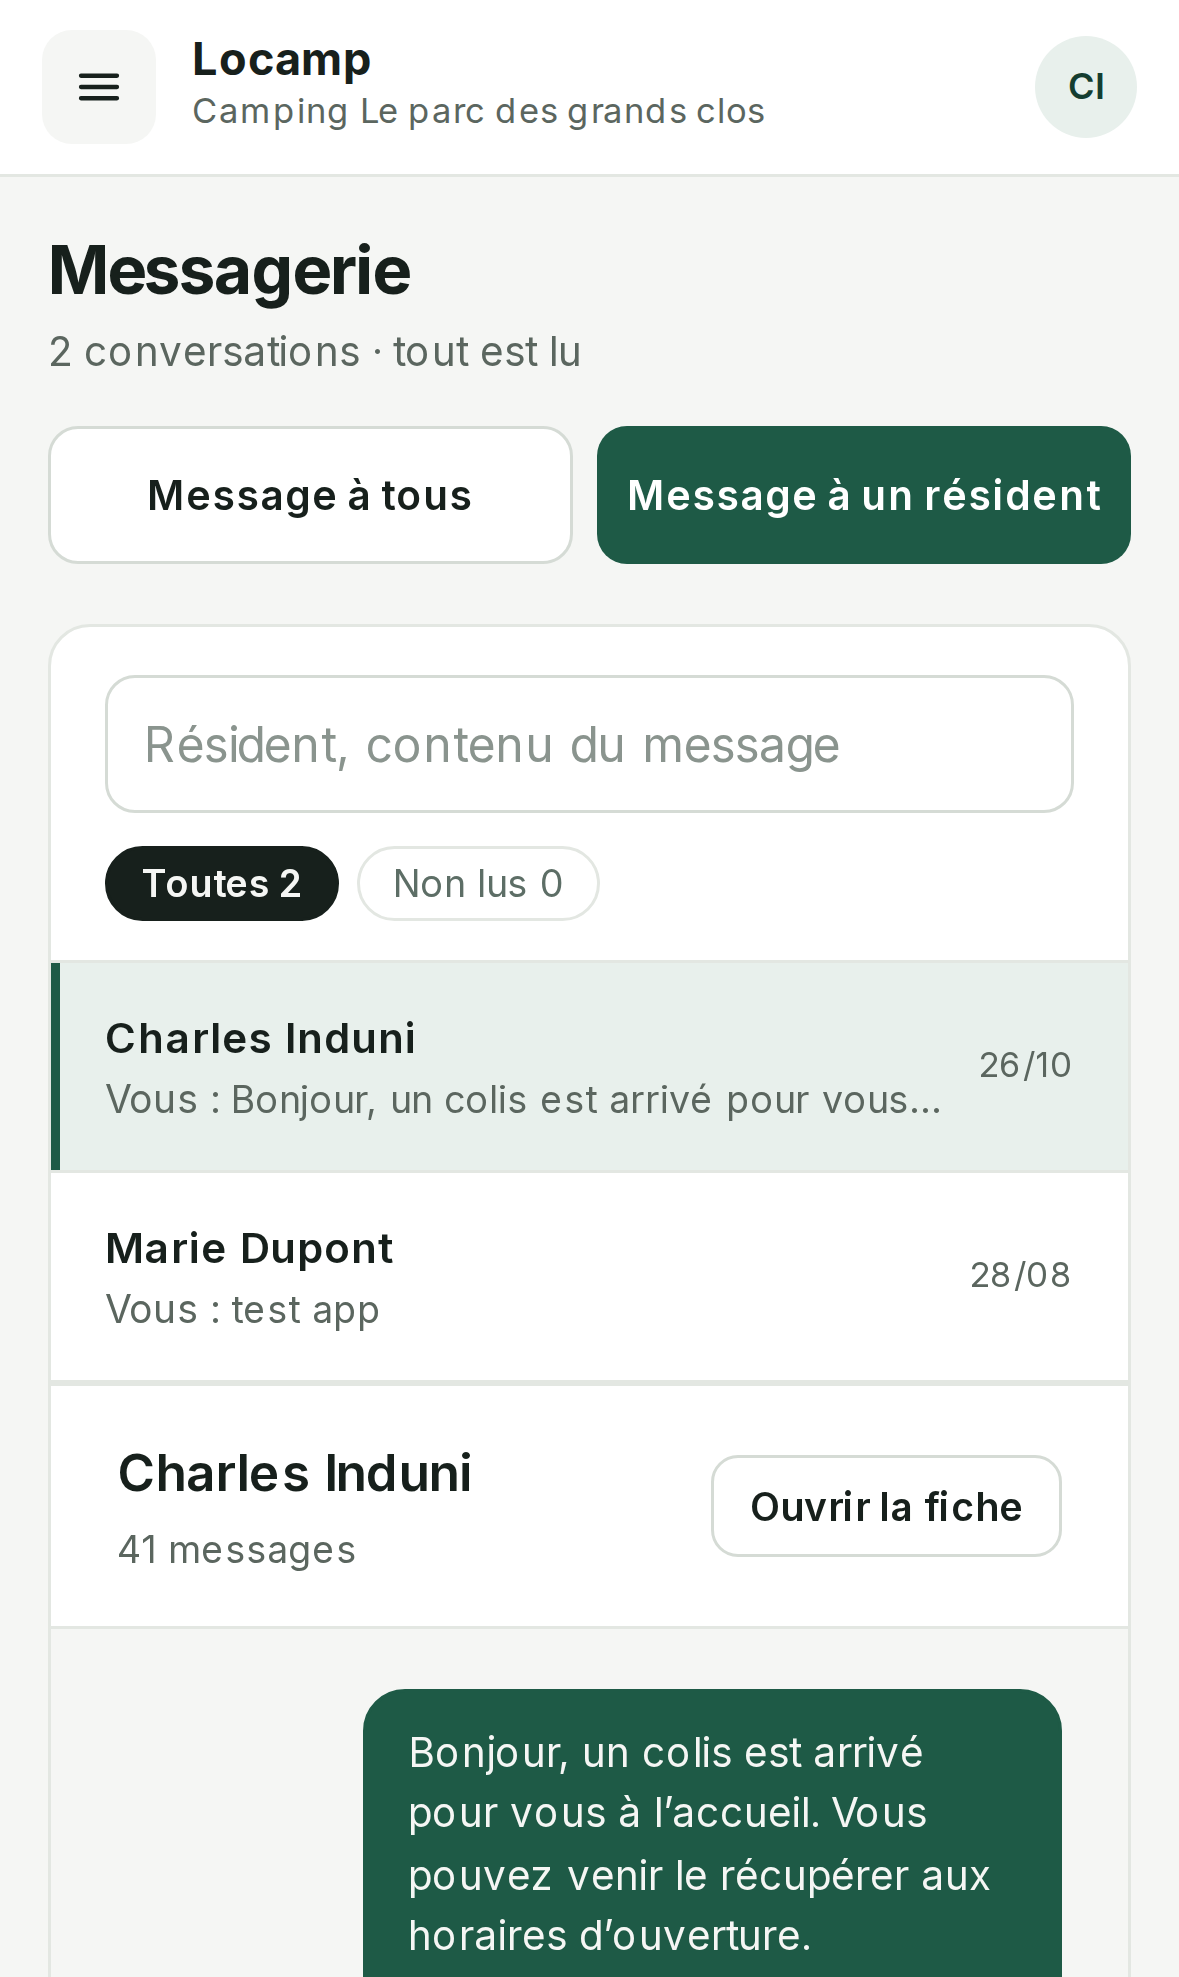 Locamp
Camping Le parc des grands clos
CI
Messagerie
2 conversations · tout est lu
Message à tous
Message à un résident
Résident, contenu du message
Toutes 2
Non lus 0
Charles Induni
26/10
Vous : Bonjour, un colis est arrivé pour vous...
Marie Dupont
28/08
Vous : test app
Charles Induni
Ouvrir la fiche
41 messages
Bonjour, un colis est arrivé
pour vous à l’accueil. Vous
pouvez venir le récupérer aux
horaires d’ouverture.